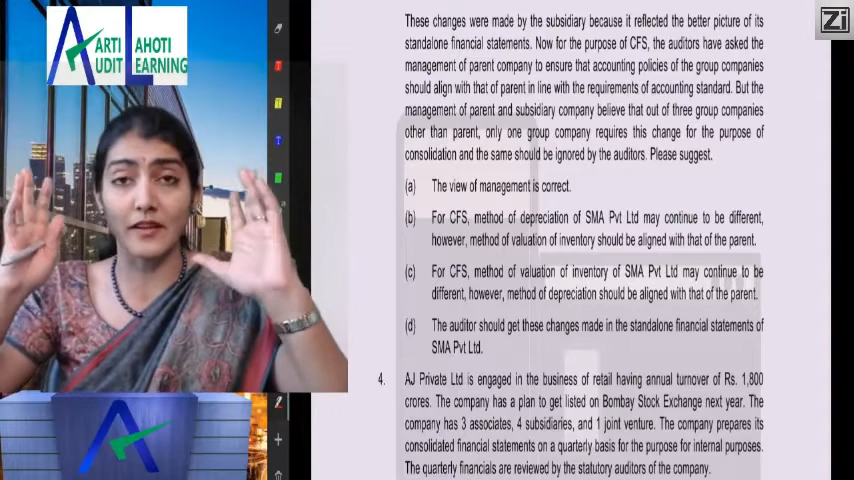 ARTI LAHOTI
AUDIT LEARNING
Zi
These changes were made by the subsidiary because it reflected the better picture of its
standalone financial statements. Now for the purpose of CFS, the auditors have asked the
management of parent company to ensure that accounting policies of the group companies
should align with that of parent in line with the requirements of accounting standard. But the
management of parent and subsidiary company believe that out of three group companies
other than parent, only one group company requires this change for the purpose of
consolidation and the same should be ignored by the auditors. Please suggest.
(a) The view of management is correct.
(b) For CFS, method of depreciation of SMA Pvt Ltd may continue to be different,
however, method of valuation of inventory should be aligned with that of the parent.
(c) For CFS, method of valuation of inventory of SMA Pvt Ltd may continue to be
different, however, method of depreciation should be aligned with that of the parent.
(d) The auditor should get these changes made in the standalone financial statements of
SMA Pvt Ltd.
4. AJ Private Ltd is engaged in the business of retail having annual turnover of Rs. 1,800
crores. The company has a plan to get listed on Bombay Stock Exchange next year. The
company has 3 associates, 4 subsidiaries, and 1 joint venture. The company prepares its
consolidated financial statements on a quarterly basis for the purpose for internal purposes.
The quarterly financials are reviewed by the statutory auditors of the company.